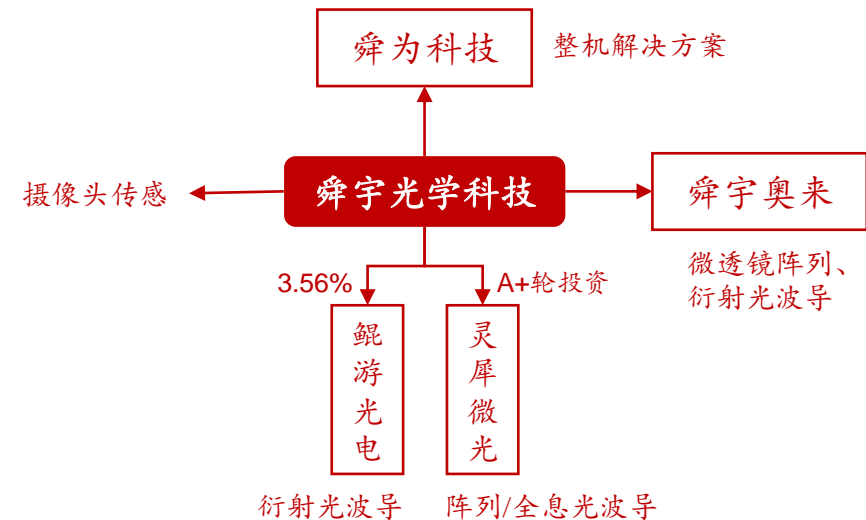 舜为科技
整机解决方案
摄像头传感
舜宇光学科技
舜宇奥来
微透镜阵列、
衍射光波导
3.56%
A+轮投资
鲲游光电
灵犀微光
衍射光波导
阵列/全息光波导